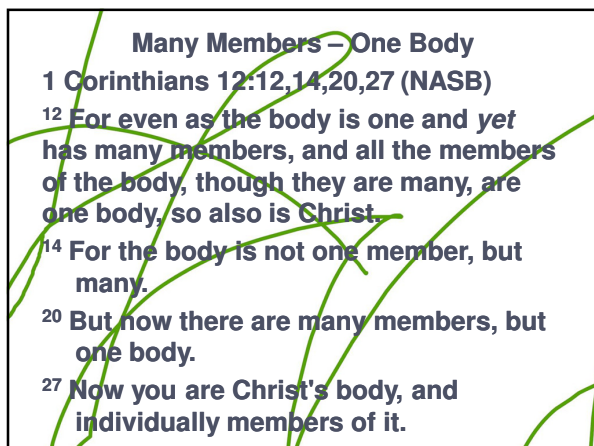 Many Members – One Body
1 Corinthians 12:12,14,20,27 (NASB)
12 For even as the body is one and yet
has many members, and all the members
of the body, though they are many, are
one body, so also is Christ.
14 For the body is not one member, but
many.
20 But now there are many members, but
one body.
27 Now you are Christ's body, and
individually members of it.